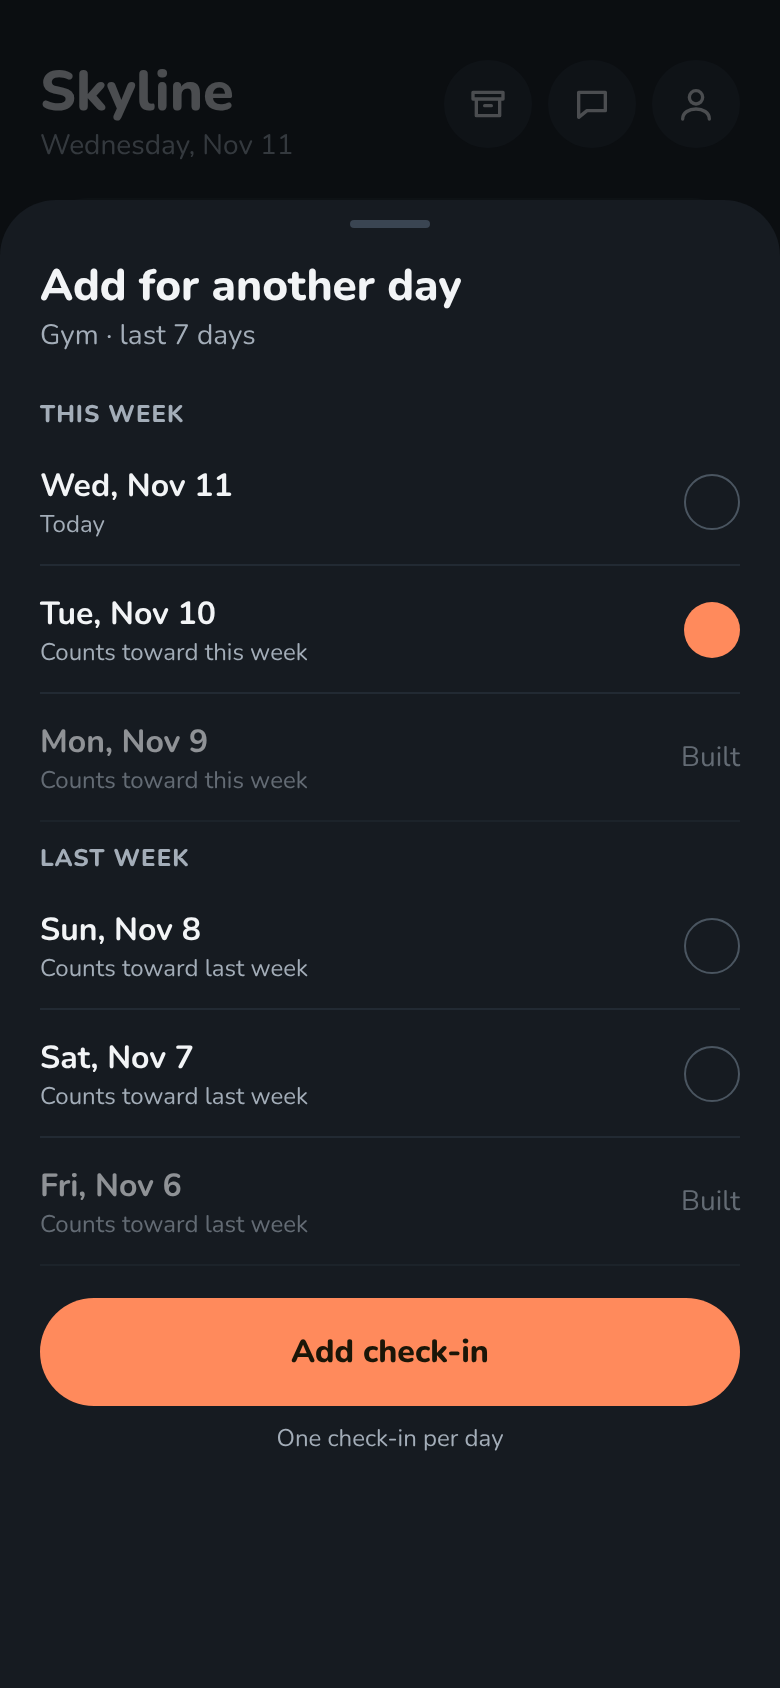 Skyline
Wednesday, Nov 11
Add for another day
Gym · last 7 days
THIS WEEK
Wed, Nov 11
Today
Tue, Nov 10
Counts toward this week
Mon, Nov 9
Counts toward this week
Built
LAST WEEK
Sun, Nov 8
Counts toward last week
Sat, Nov 7
Counts toward last week
Fri, Nov 6
Counts toward last week
Built
Add check-in
One check-in per day